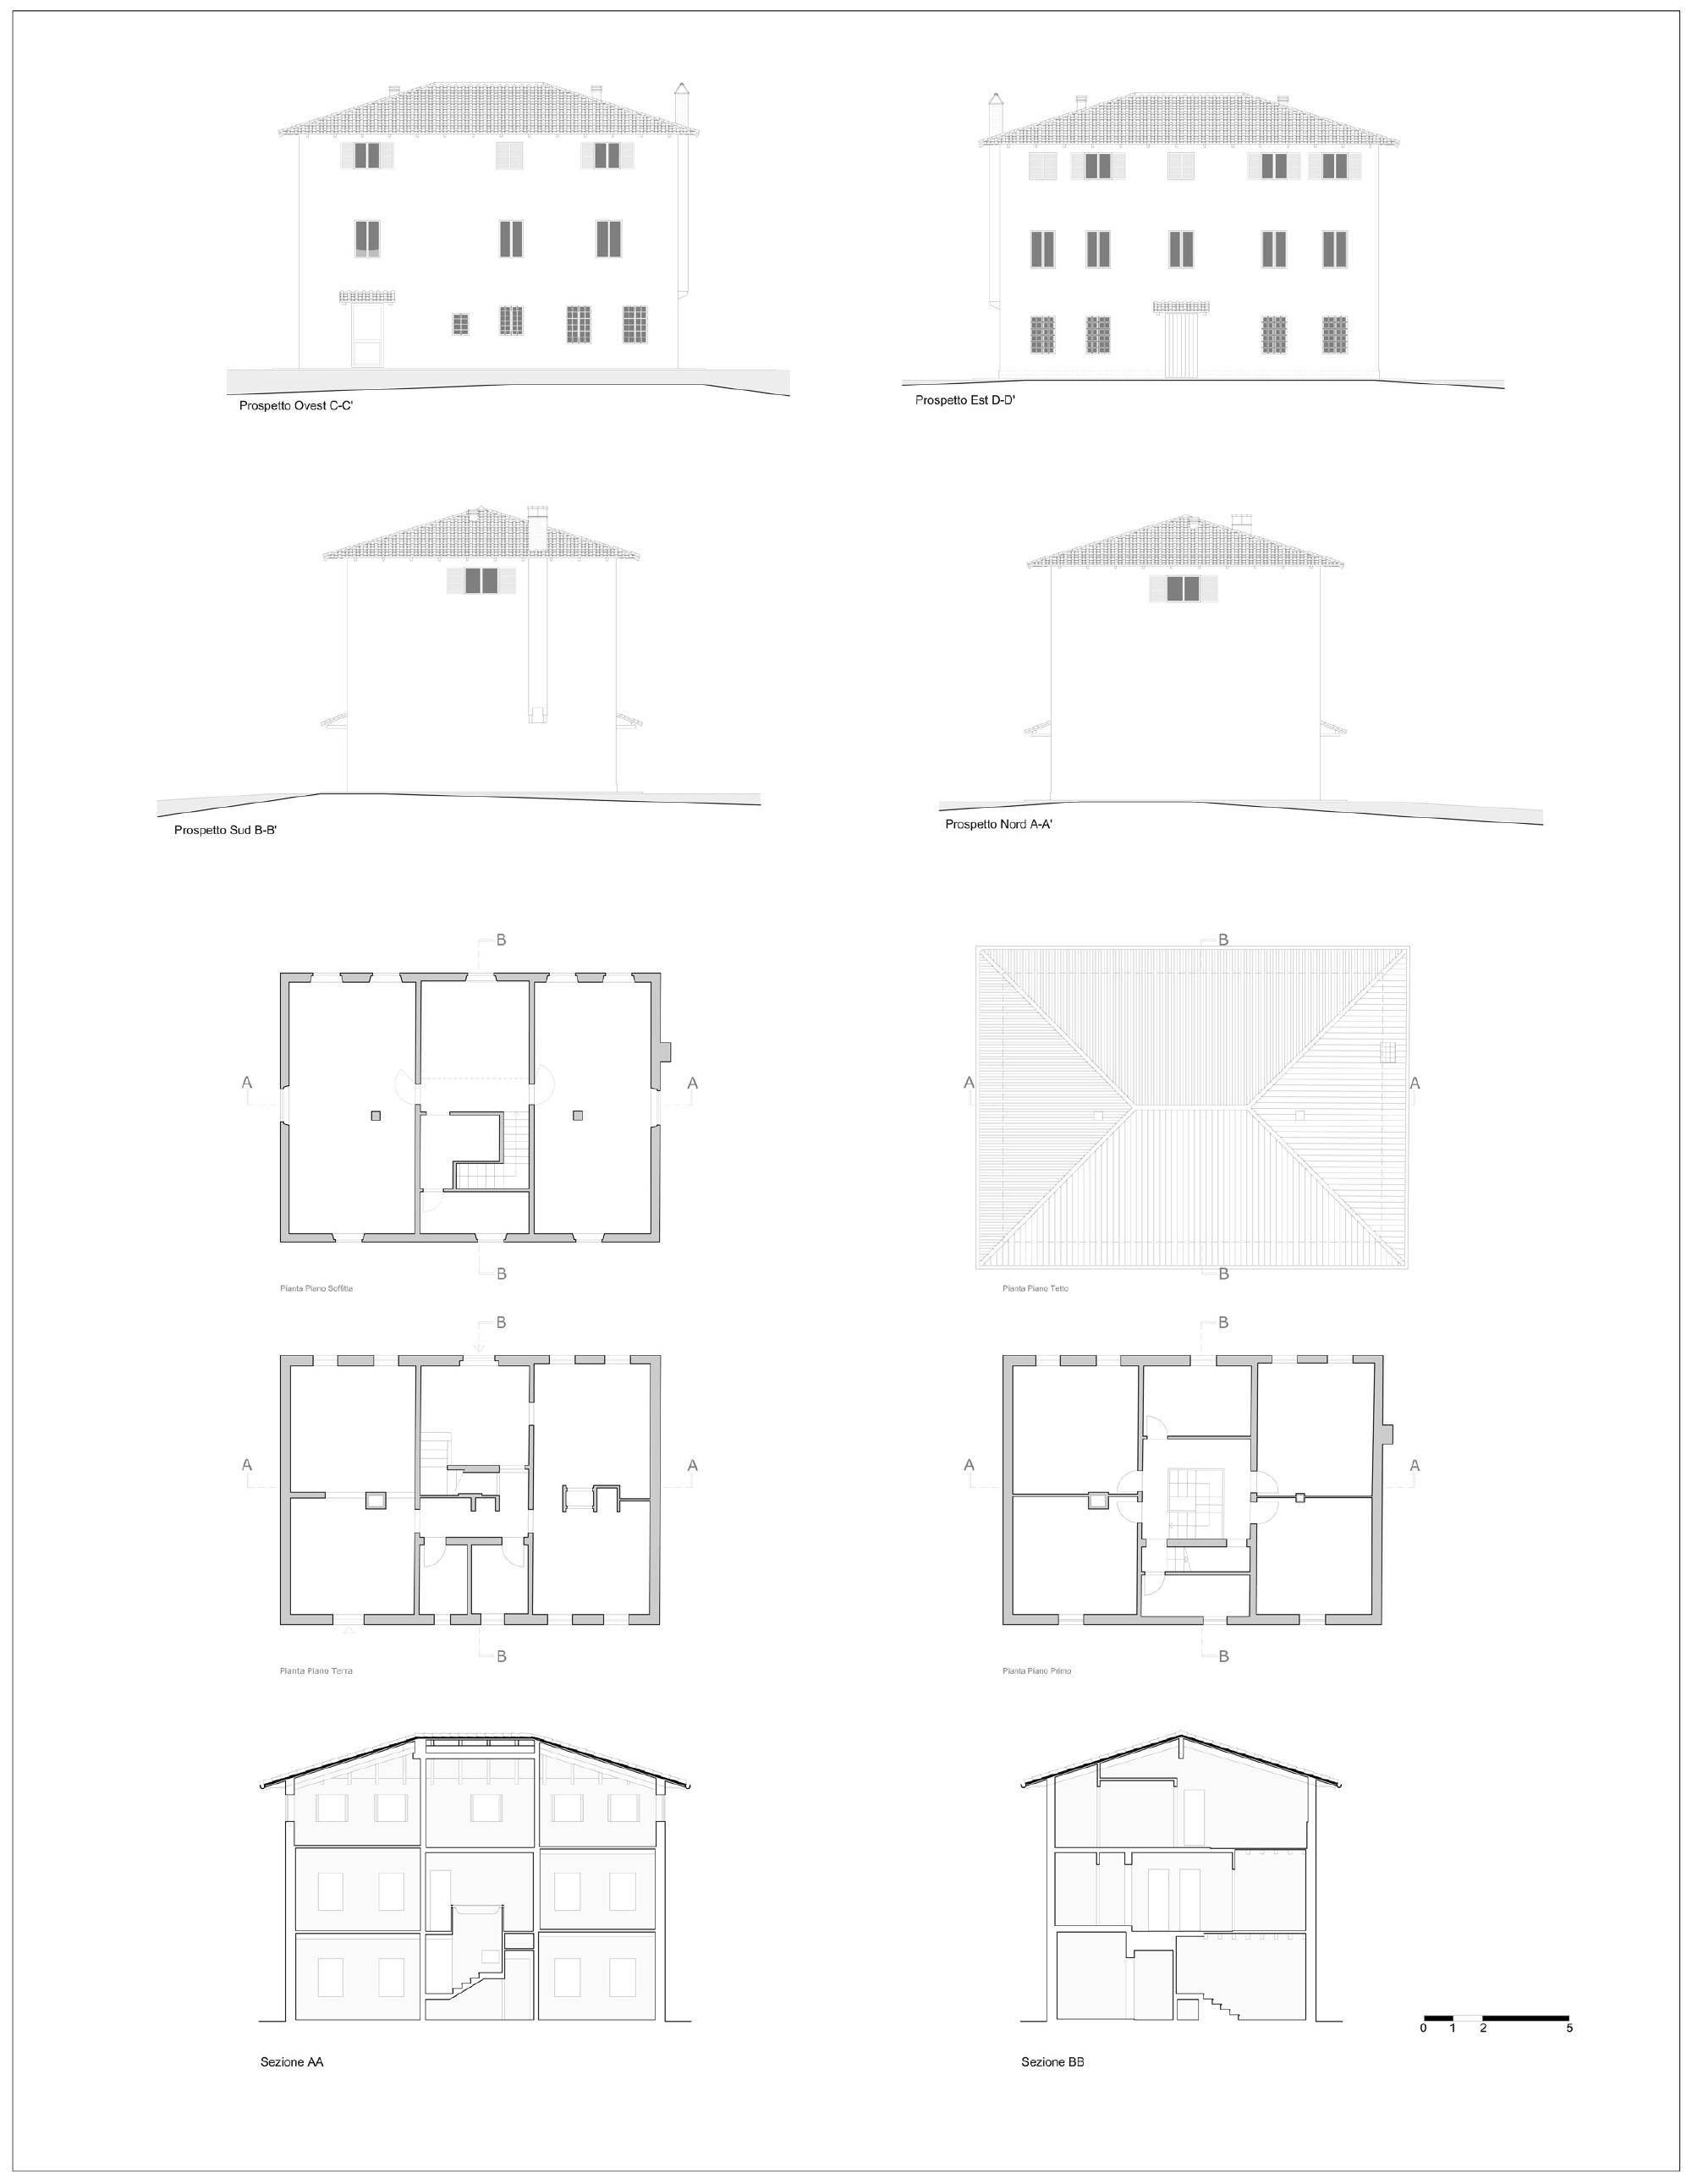 Prospetto Ovest C-C'
Prospetto Est D-D'
Prospetto Sud B-B'
Prospetto Nord A-A'
B
A
A
B
Pianta Piano Soffitta
B
A
A
B
Pianta Piano Tetto
B
A
A
B
Pianta Piano Terra
B
A
A
B
Pianta Piano Primo
0 1 2 5
Sezione AA
Sezione BB